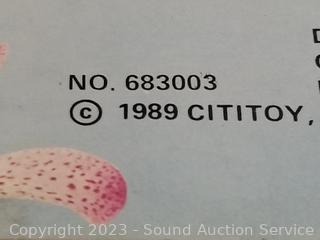 NO. 683003
© 1989 CITITOY,
Copyright 2023 - Sound Auction Service